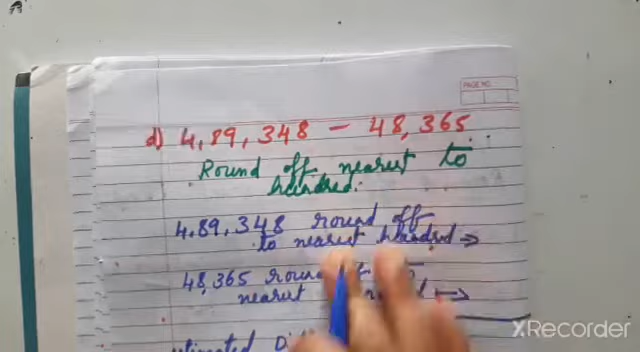 PAGE NO.
d) 4,89,348 - 48,365
Round off nearest to
hundred.
4,89,348 round off
to nearest hundred ⇒
48,365 round
nearest
XRecorder